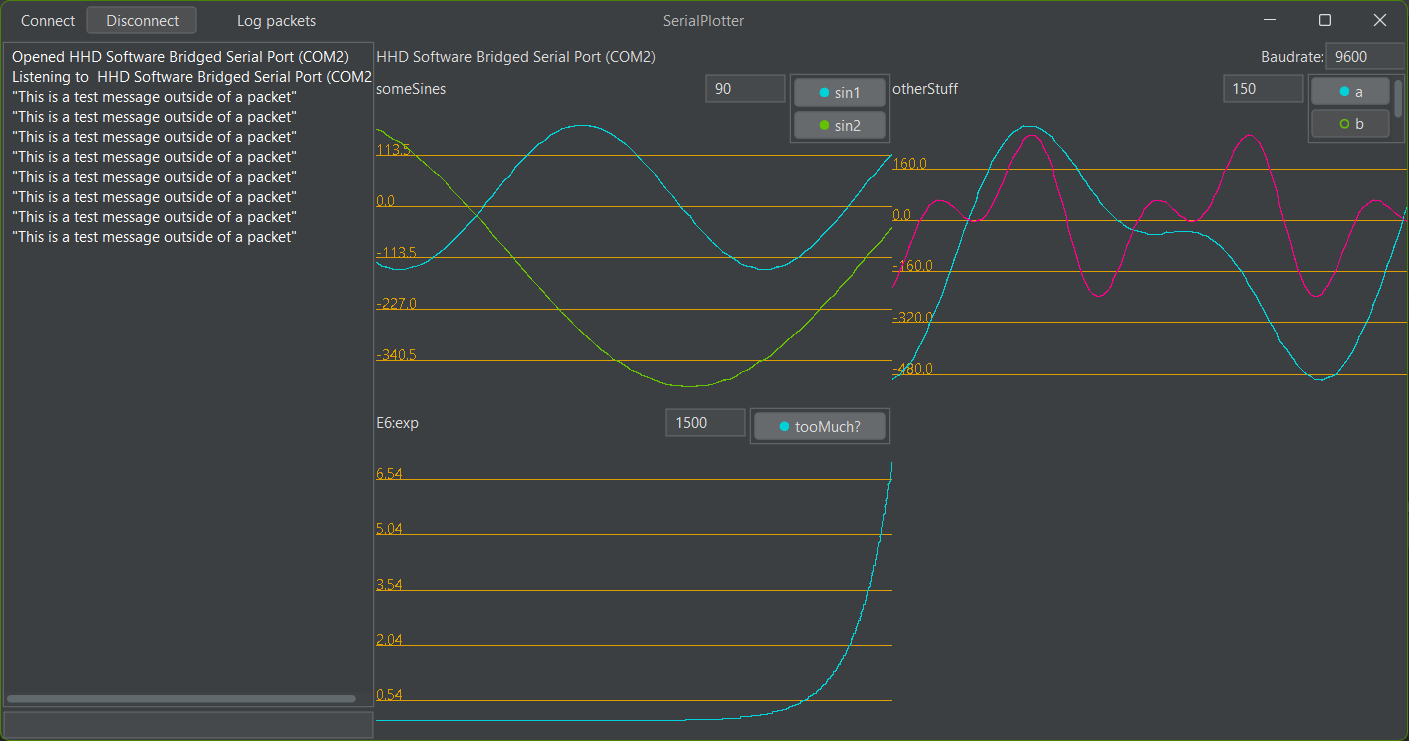 Connect Disconnect Log packets SerialPlotter
Opened HHD Software Bridged Serial Port (COM2)
Listening to  HHD Software Bridged Serial Port (COM2
"This is a test message outside of a packet"
"This is a test message outside of a packet"
"This is a test message outside of a packet"
"This is a test message outside of a packet"
"This is a test message outside of a packet"
"This is a test message outside of a packet"
"This is a test message outside of a packet"
"This is a test message outside of a packet"
HHD Software Bridged Serial Port (COM2)
Baudrate: 9600
someSines 90 sin1
sin2
113.5
0.0
-113.5
-227.0
-340.5
otherStuff 150 a
b
160.0
0.0
-160.0
-320.0
-480.0
E6:exp 1500 tooMuch?
6.54
5.04
3.54
2.04
0.54